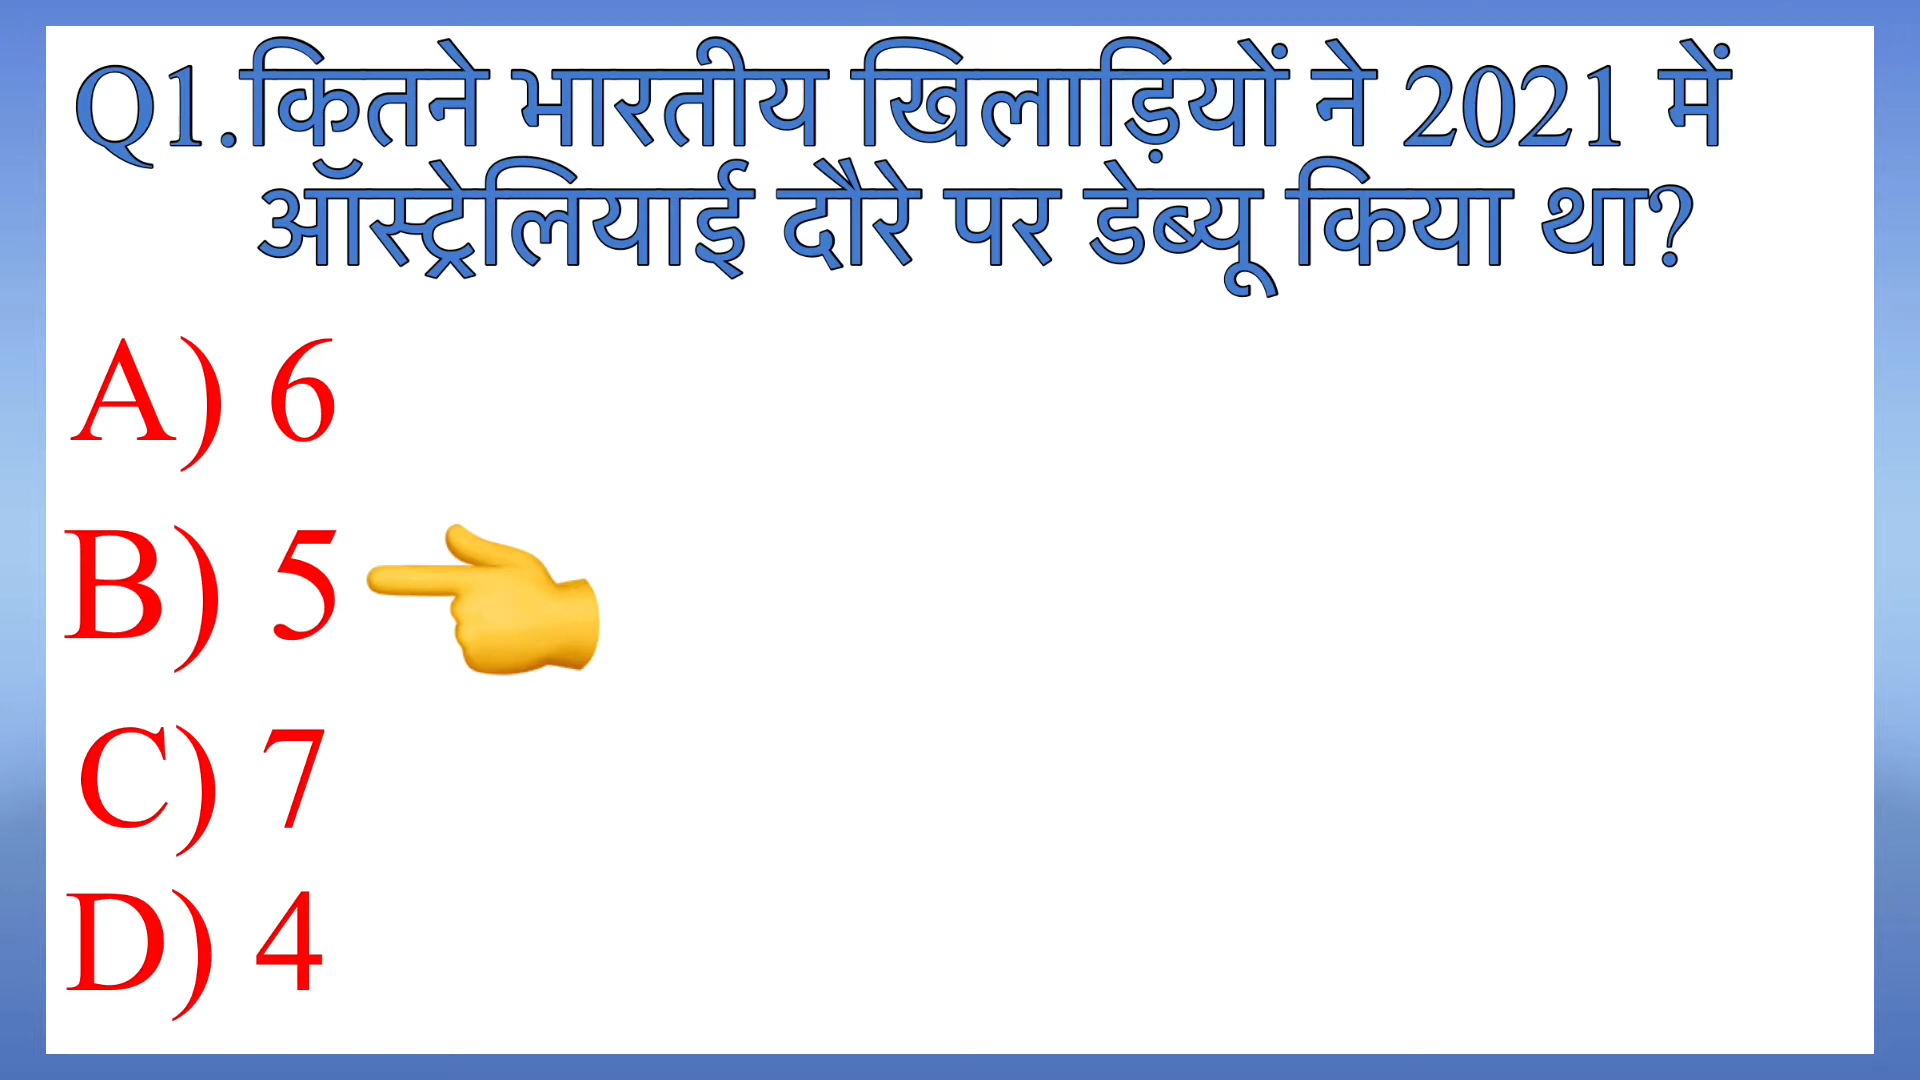 Q1.कितने भारतीय खिलाड़ियों ने 2021 में
ऑस्ट्रेलियाई दौरे पर डेब्यू किया था?
A) 6
B) 5
C) 7
D) 4